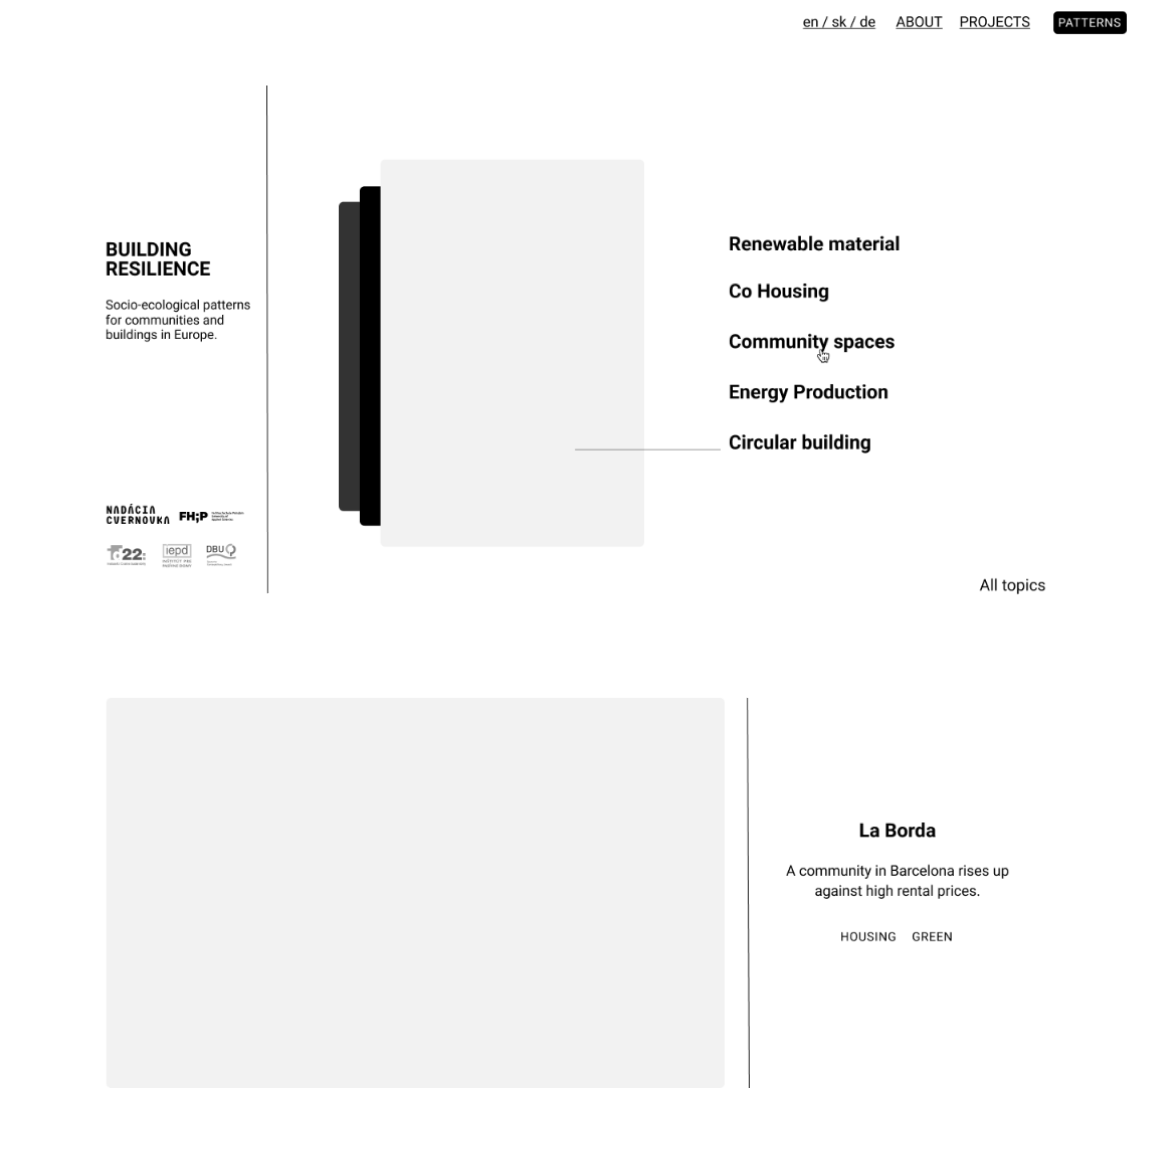 en / sk / de ABOUT PROJECTS PATTERNS
BUILDING
RESILIENCE
Socio-ecological patterns
for communities and
buildings in Europe.
NADÁCIA
CVERNOVKA
FH;P
22:
iepd
DBU
Renewable material
Co Housing
Community spaces
Energy Production
Circular building
All topics
La Borda
A community in Barcelona rises up
against high rental prices.
HOUSING GREEN